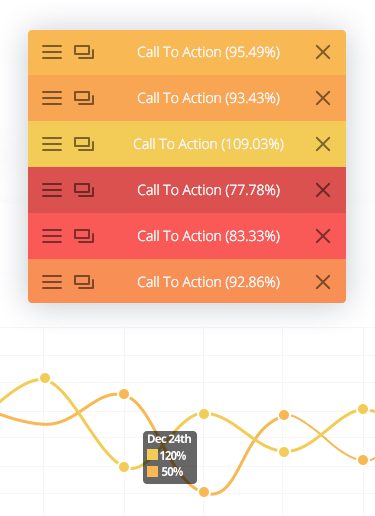 Call To Action (95.49%)
Call To Action (93.43%)
Call To Action (109.03%)
Call To Action (77.78%)
Call To Action (83.33%)
Call To Action (92.86%)
Dec 24th
120%
50%